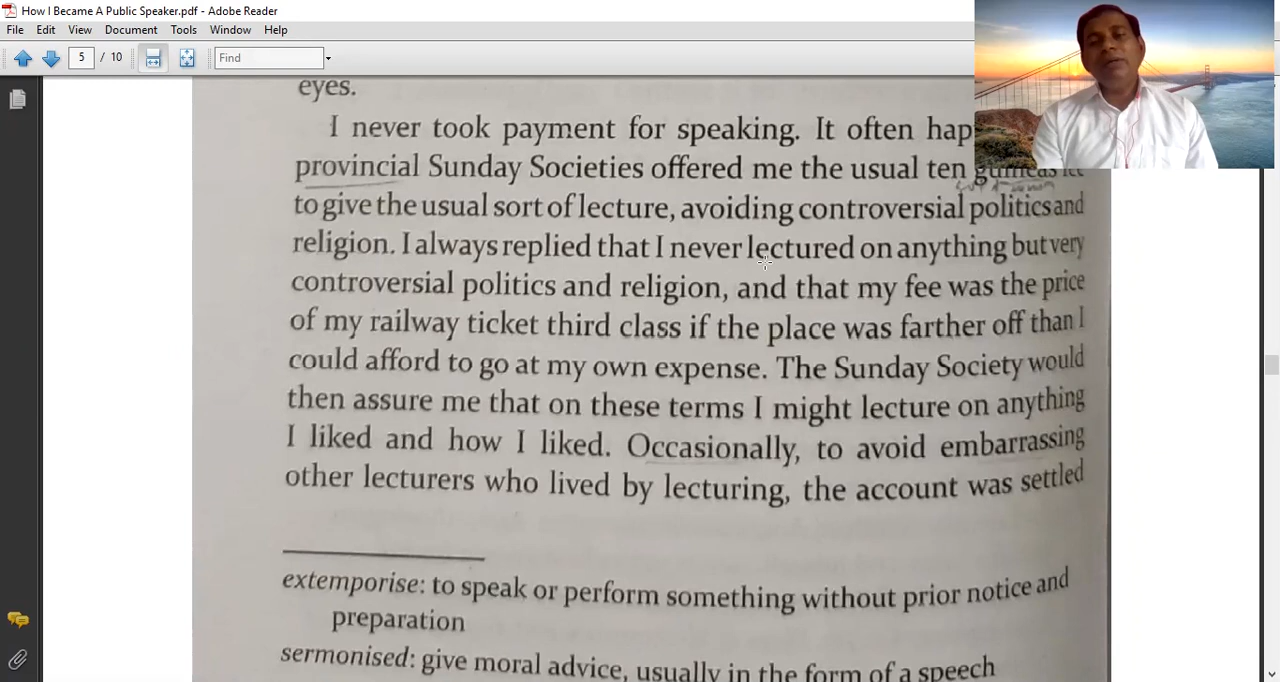 How I Became A Public Speaker.pdf - Adobe Reader
File Edit View Document Tools Window Help
5 / 10 Find
eyes.
I never took payment for speaking. It often hap
provincial Sunday Societies offered me the usual ten guineas
to give the usual sort of lecture, avoiding controversial politics and
religion. I always replied that I never lectured on anything but very
controversial politics and religion, and that my fee was the price
of my railway ticket third class if the place was farther off than I
could afford to go at my own expense. The Sunday Society would
then assure me that on these terms I might lecture on anything
I liked and how I liked. Occasionally, to avoid embarrassing
other lecturers who lived by lecturing, the account was settled
extemporise: to speak or perform something without prior notice and
preparation
sermonised: give moral advice, usually in the form of a speech